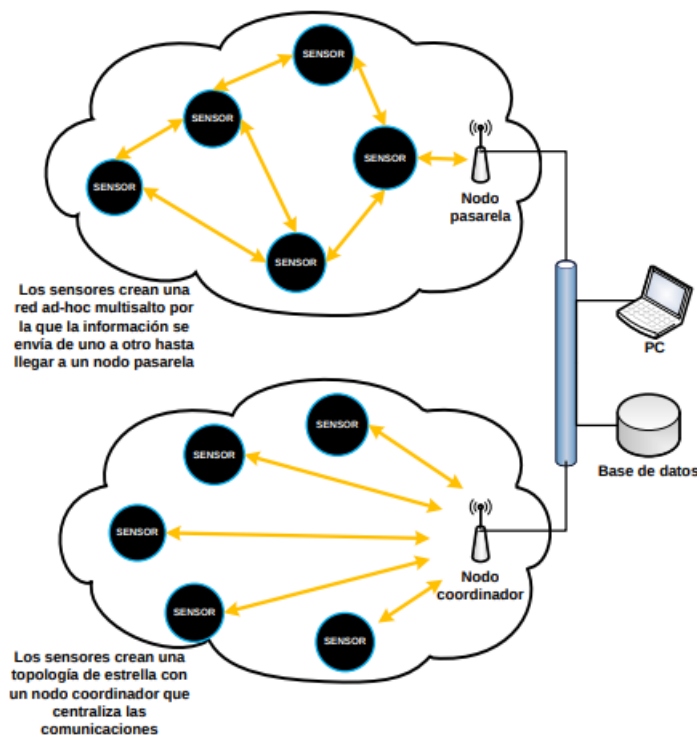 SENSOR
SENSOR
SENSOR
SENSOR
SENSOR
Nodo
pasarela
Los sensores crean una
red ad-hoc multisalto por
la que la información se
envía de uno a otro hasta
llegar a un nodo pasarela
PC
Base de datos
SENSOR
SENSOR
SENSOR
SENSOR
SENSOR
Nodo
coordinador
Los sensores crean una
topología de estrella con
un nodo coordinador que
centraliza las
comunicaciones